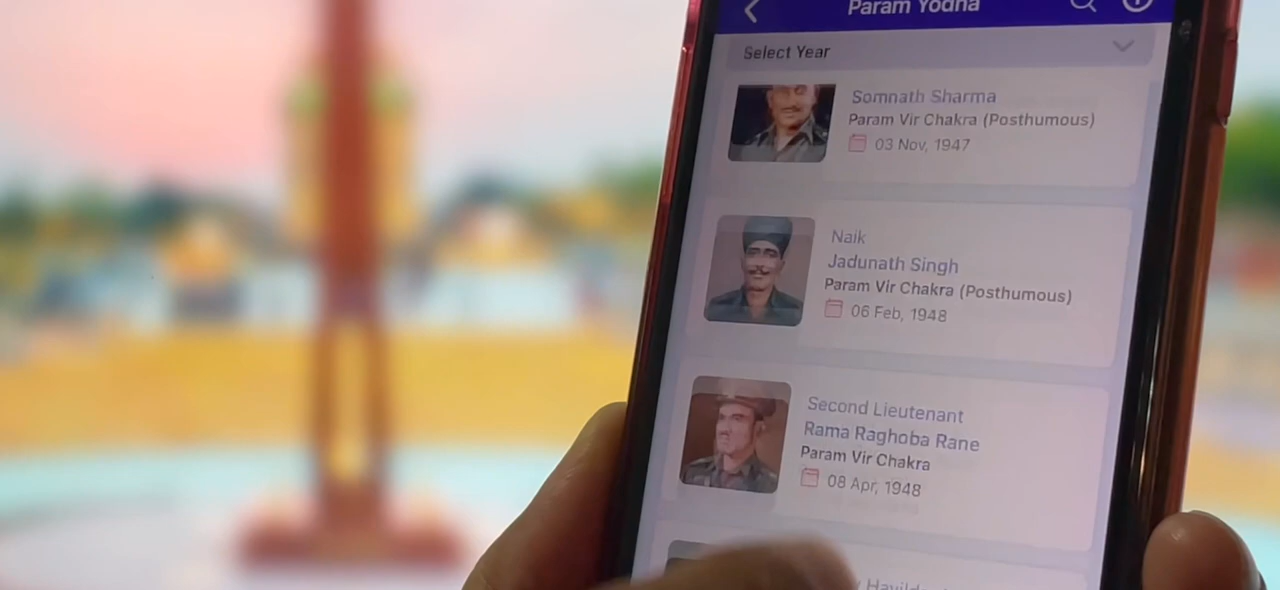 Param Yodha
Select Year
Somnath Sharma
Param Vir Chakra (Posthumous)
03 Nov, 1947
Naik
Jadunath Singh
Param Vir Chakra (Posthumous)
06 Feb, 1948
Second Lieutenant
Rama Raghoba Rane
Param Vir Chakra
08 Apr, 1948